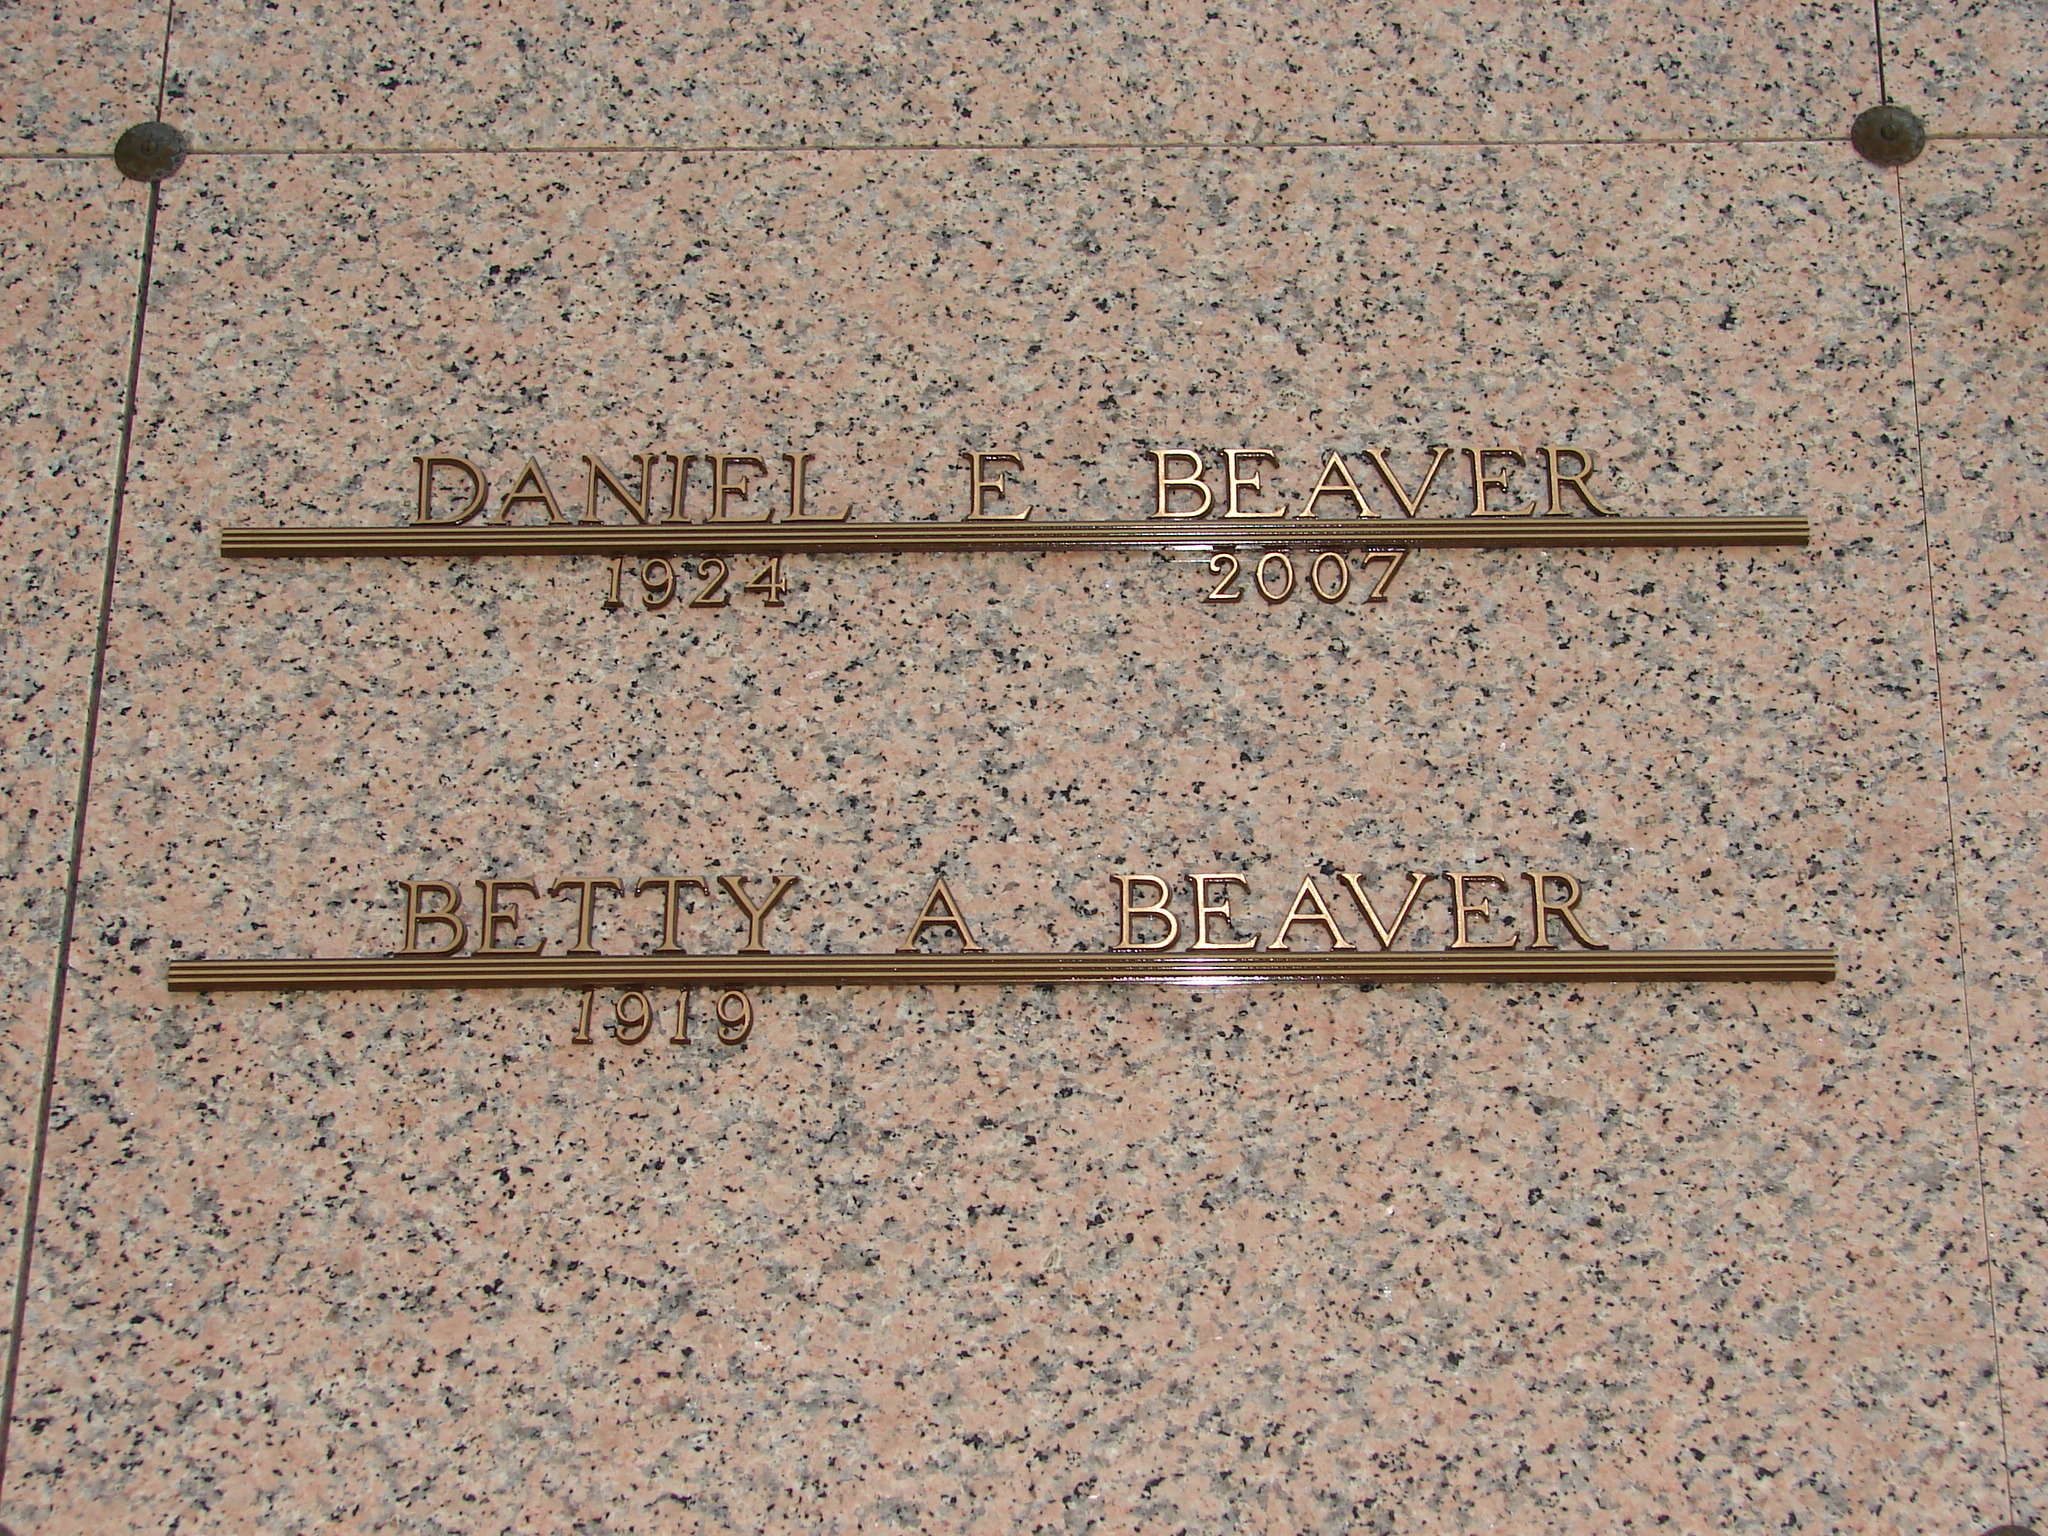 DANIEL E BEAVER
1924 2007
BETTY A BEAVER
1919